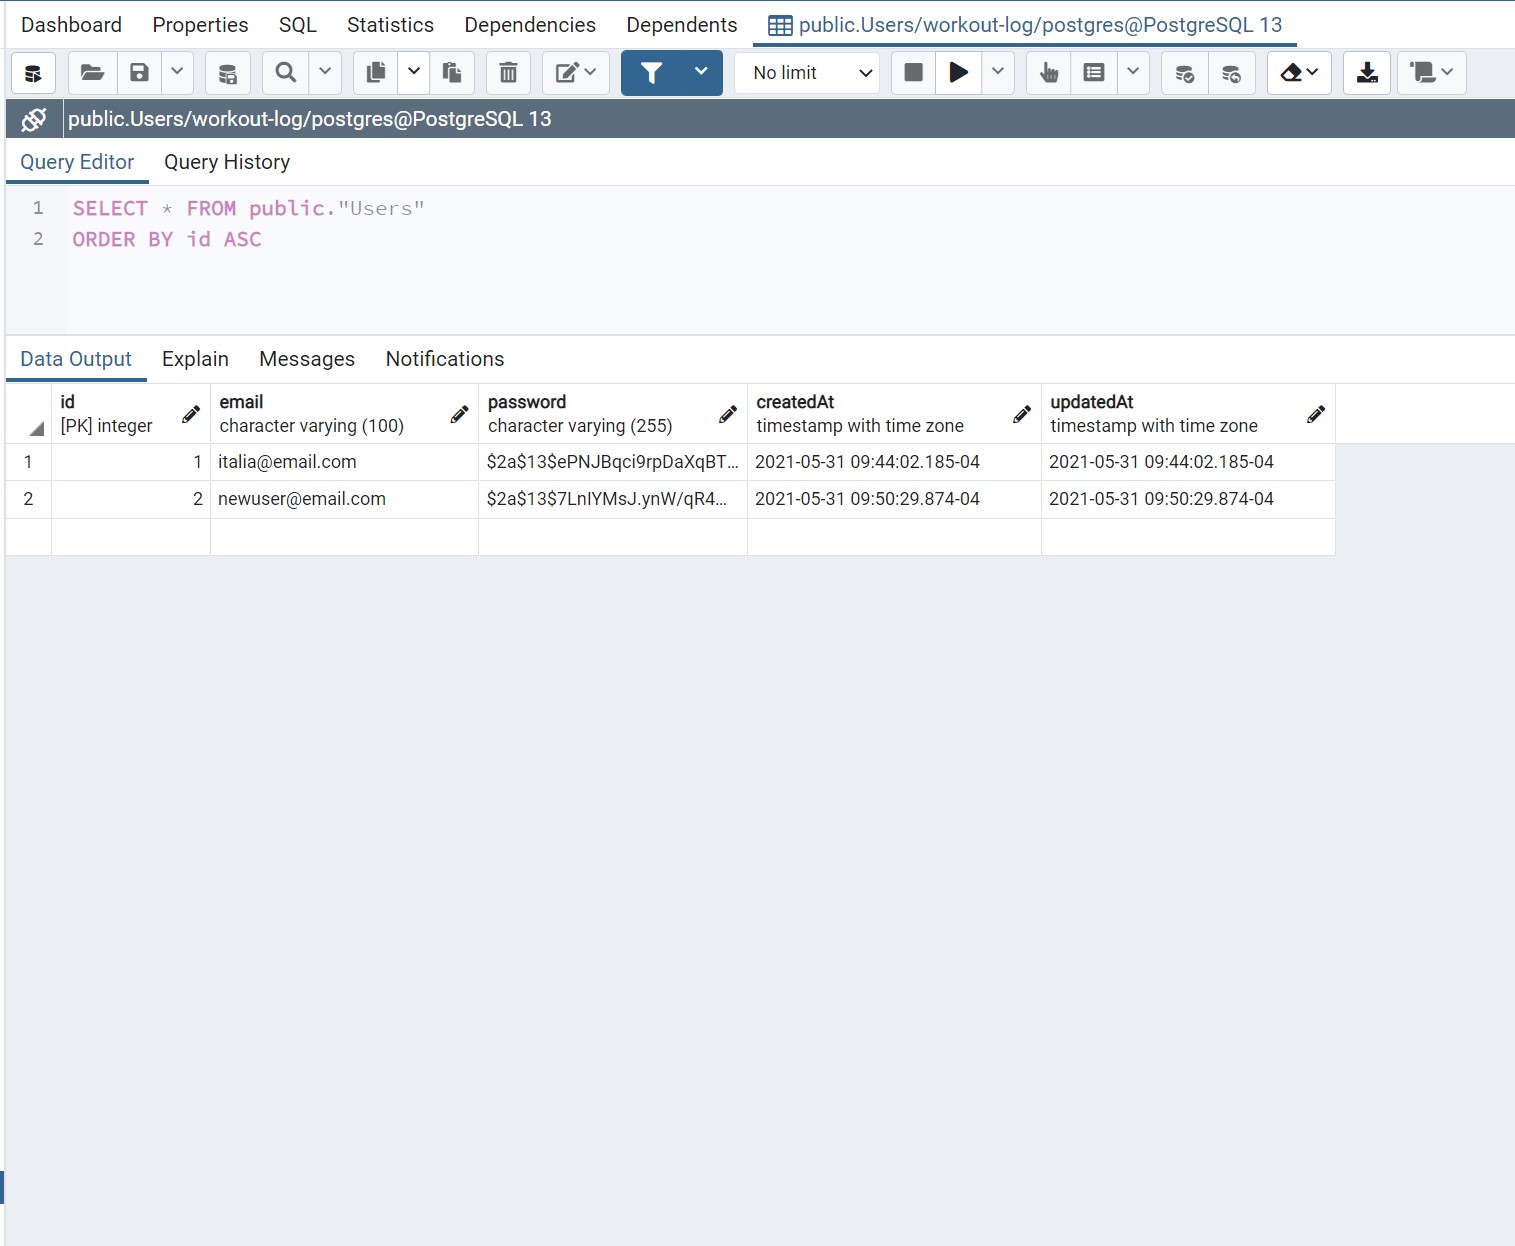 Dashboard Properties SQL Statistics Dependencies Dependents public.Users/workout-log/postgres@PostgreSQL 13
No limit
public.Users/workout-log/postgres@PostgreSQL 13
Query Editor Query History
1 SELECT * FROM public."Users"
2 ORDER BY id ASC
Data Output Explain Messages Notifications
id email password createdAt updatedAt
[PK] integer character varying (100) character varying (255) timestamp with time zone timestamp with time zone
1 1 italia@email.com $2a$13$ePNJBqci9rpDaXqBT... 2021-05-31 09:44:02.185-04 2021-05-31 09:44:02.185-04
2 2 newuser@email.com $2a$13$7LnIYMsJ.ynW/qR4... 2021-05-31 09:50:29.874-04 2021-05-31 09:50:29.874-04